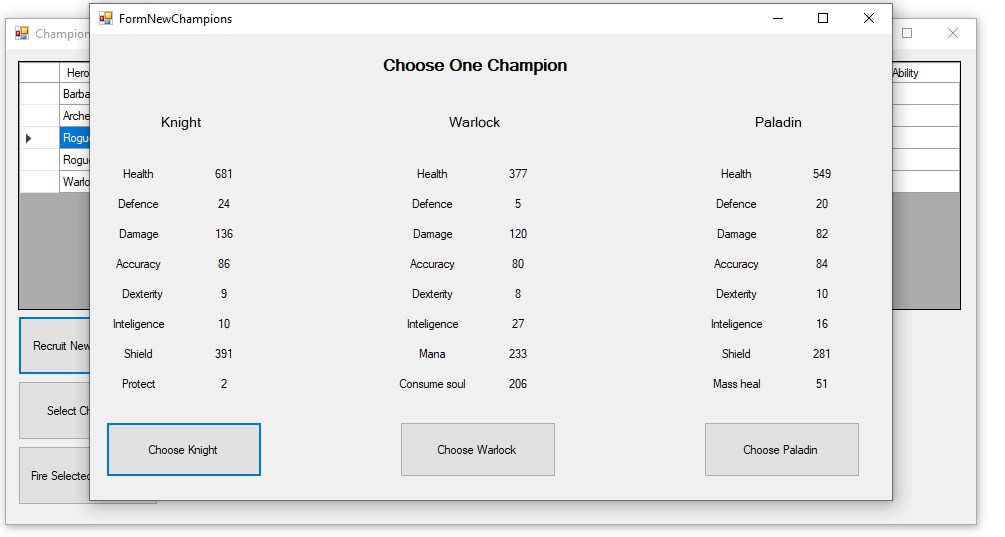 FormNewChampions
Champion
Choose One Champion
Hero
Ability
Barba
Arche
Rogue
Rogue
Warlo
Knight Warlock Paladin
Health 681 Health 377 Health 549
Defence 24 Defence 5 Defence 20
Damage 136 Damage 120 Damage 82
Accuracy 86 Accuracy 80 Accuracy 84
Dexterity 9 Dexterity 8 Dexterity 10
Inteligence 10 Inteligence 27 Inteligence 16
Shield 391 Mana 233 Shield 281
Protect 2 Consume soul 206 Mass heal 51
Recruit New
Select Ch
Fire Selected
Choose Knight Choose Warlock Choose Paladin